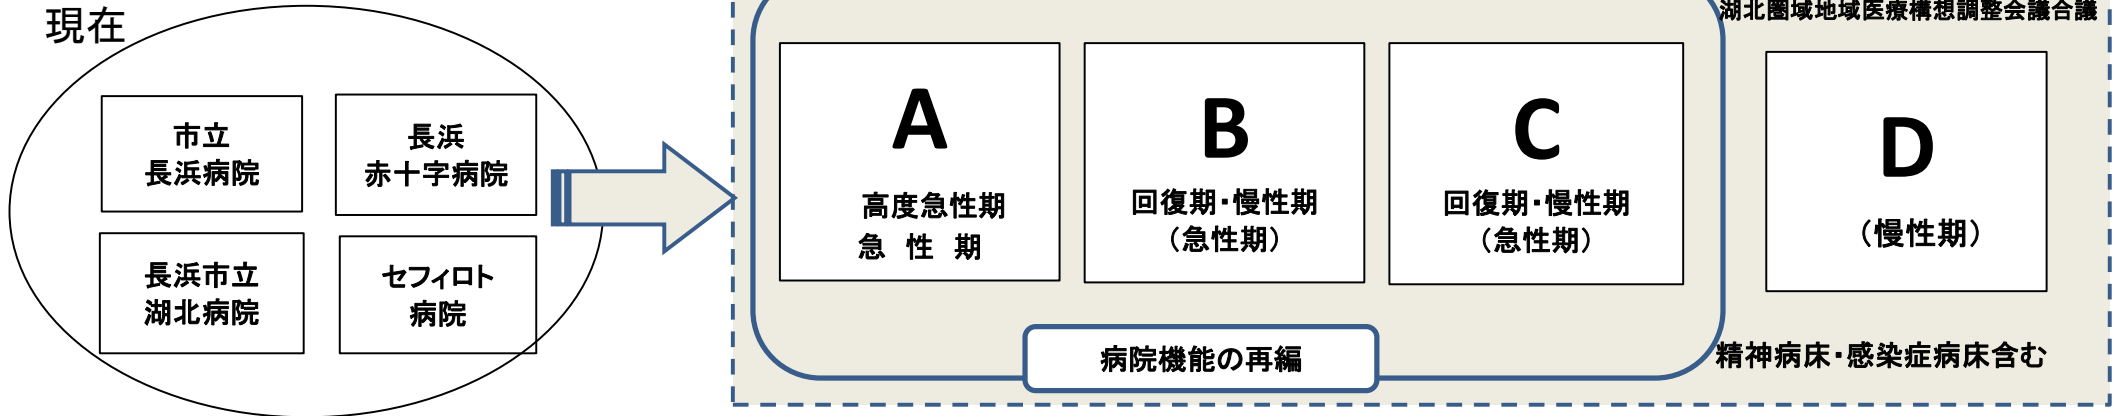 現在
市立
長浜病院
長浜
赤十字病院
長浜市立
湖北病院
セフィロト
病院
湖北圏域地域医療構想調整会議合議
A
高度急性期
急 性 期
B
回復期・慢性期
（急性期）
C
回復期・慢性期
（急性期）
D
（慢性期）
病院機能の再編
精神病床・感染症病床含む